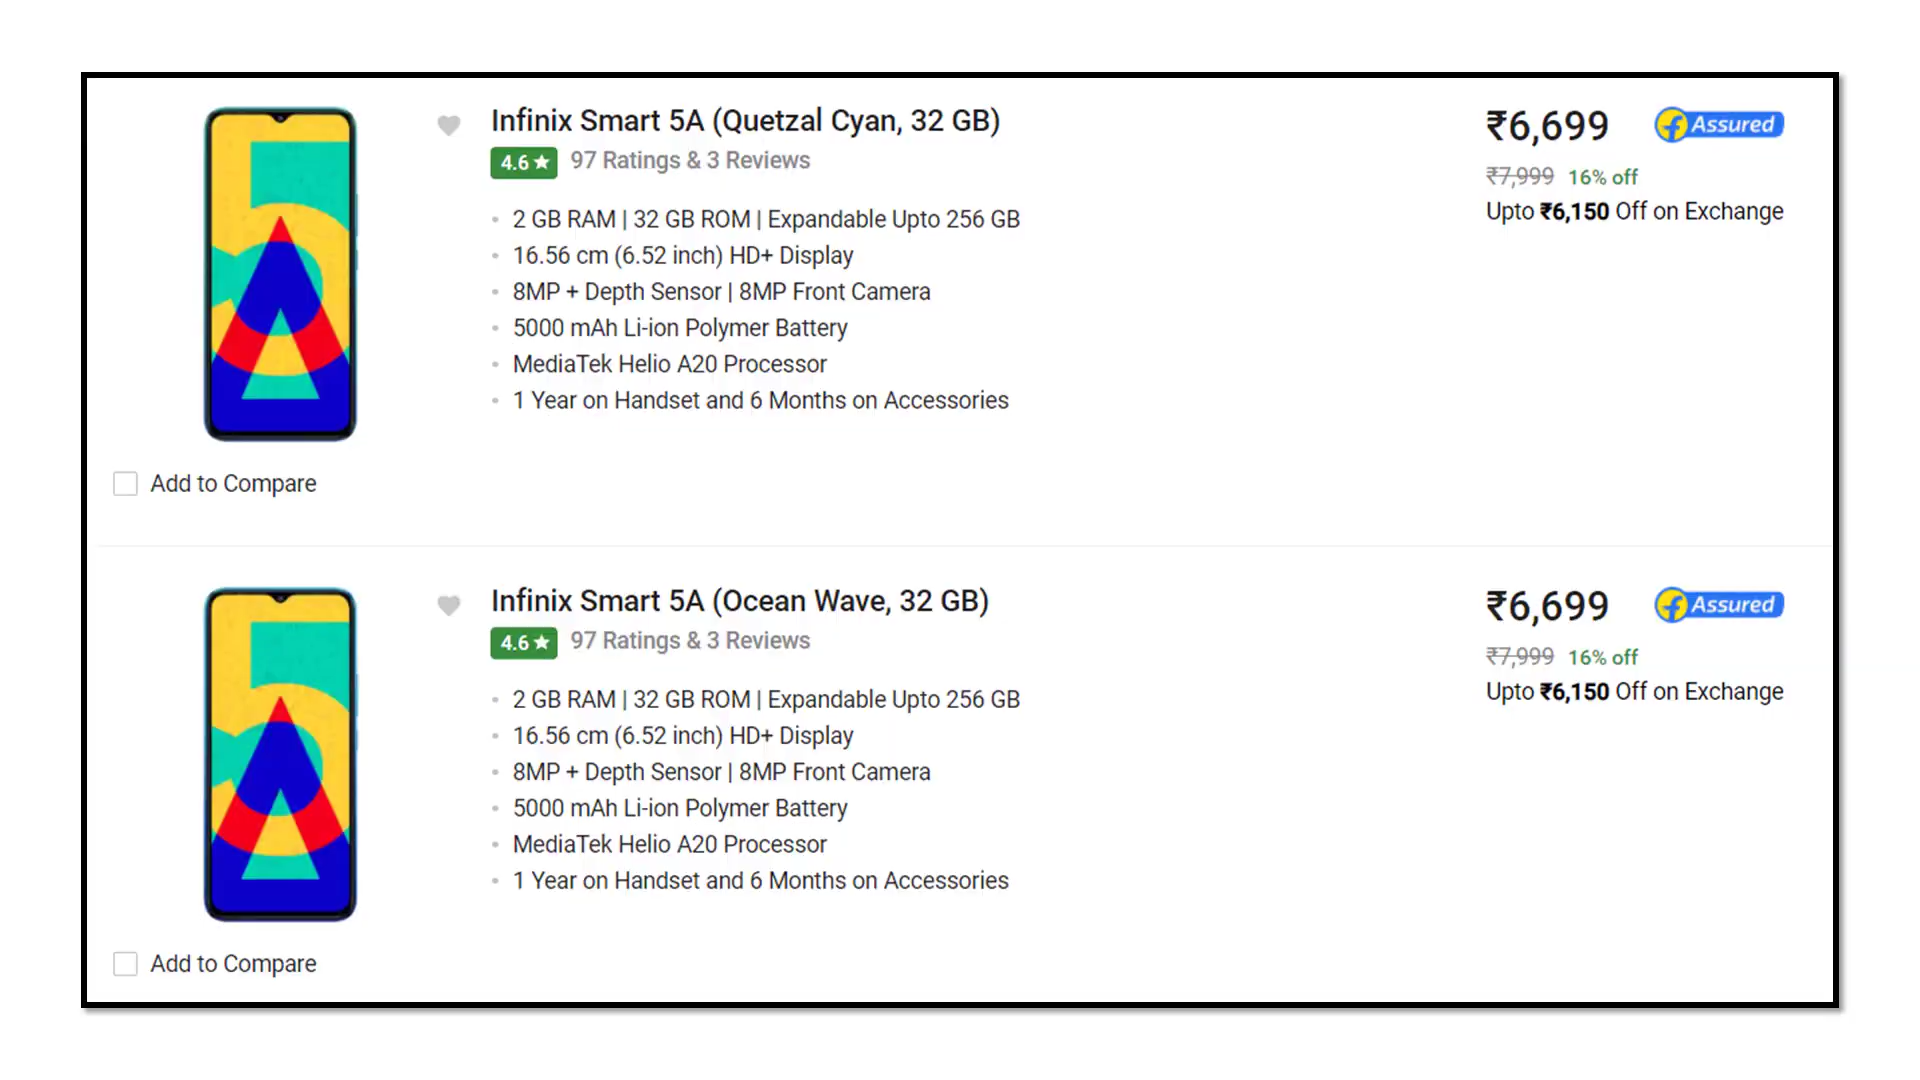 Infinix Smart 5A (Quetzal Cyan, 32 GB)
4.6★ 97 Ratings & 3 Reviews
2 GB RAM | 32 GB ROM | Expandable Upto 256 GB
16.56 cm (6.52 inch) HD+ Display
8MP + Depth Sensor | 8MP Front Camera
5000 mAh Li-ion Polymer Battery
MediaTek Helio A20 Processor
1 Year on Handset and 6 Months on Accessories
₹6,699 f Assured
₹7,999 16% off
Upto ₹6,150 Off on Exchange
5A
Add to Compare
Infinix Smart 5A (Ocean Wave, 32 GB)
4.6★ 97 Ratings & 3 Reviews
2 GB RAM | 32 GB ROM | Expandable Upto 256 GB
16.56 cm (6.52 inch) HD+ Display
8MP + Depth Sensor | 8MP Front Camera
5000 mAh Li-ion Polymer Battery
MediaTek Helio A20 Processor
1 Year on Handset and 6 Months on Accessories
₹6,699 f Assured
₹7,999 16% off
Upto ₹6,150 Off on Exchange
5A
Add to Compare